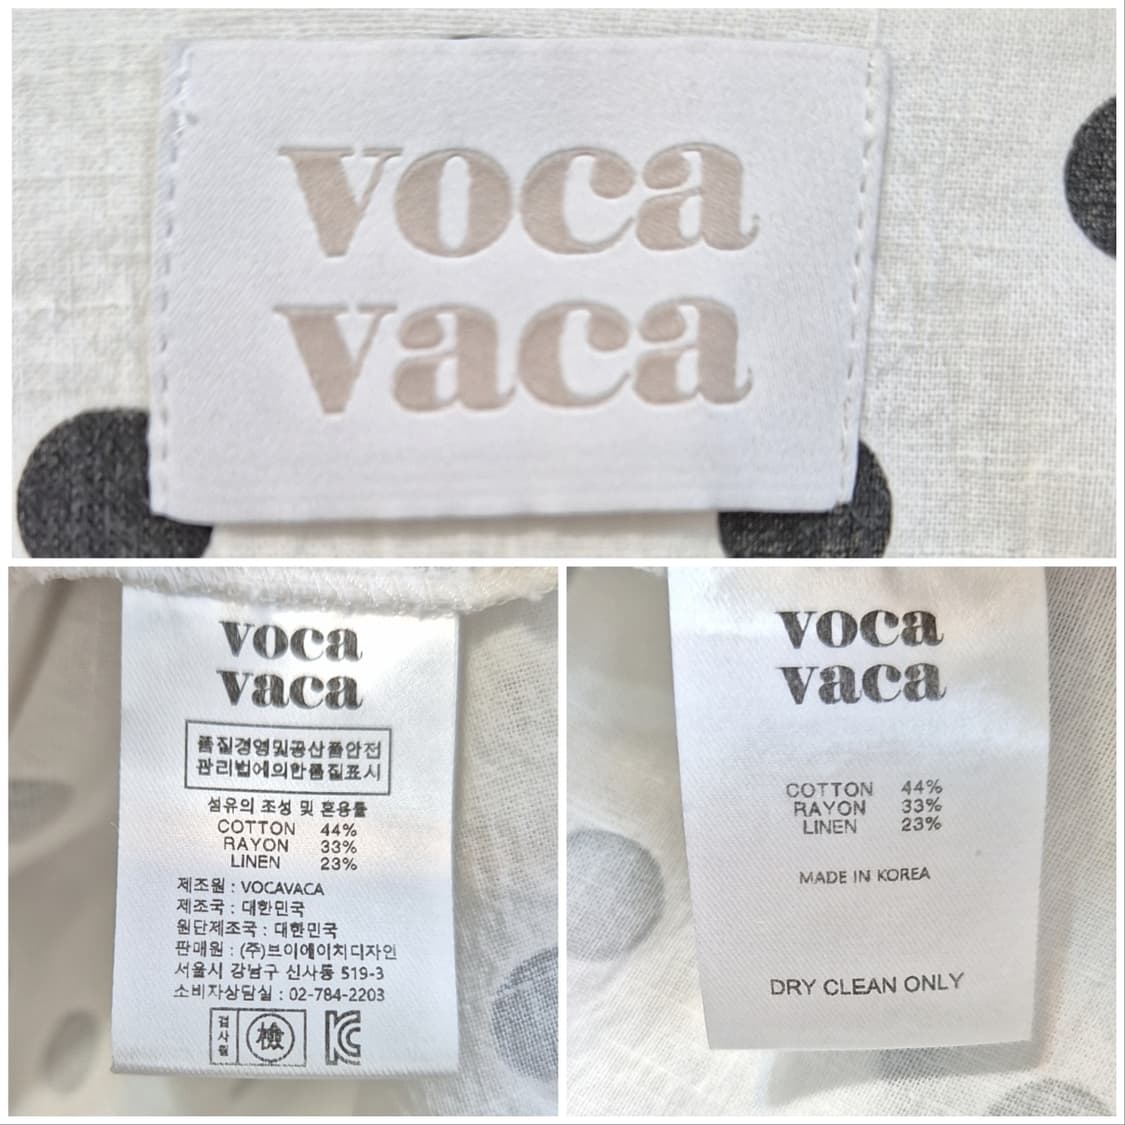 voca
vaca
voca
vaca
품질경영및공산품안전
관리법에의한품질표시
섬유의 조성 및 혼용률
COTTON 44%
RAYON 33%
LINEN 23%
제조원 : VOCAVACA
제조국 : 대한민국
원단제조국 : 대한민국
판매원 : (주)브이에이치디자인
서울시 강남구 신사동 519-3
소비자상담실 : 02-784-2203
검사필
檢
KC
voca
vaca
COTTON 44%
RAYON 33%
LINEN 23%
MADE IN KOREA
DRY CLEAN ONLY